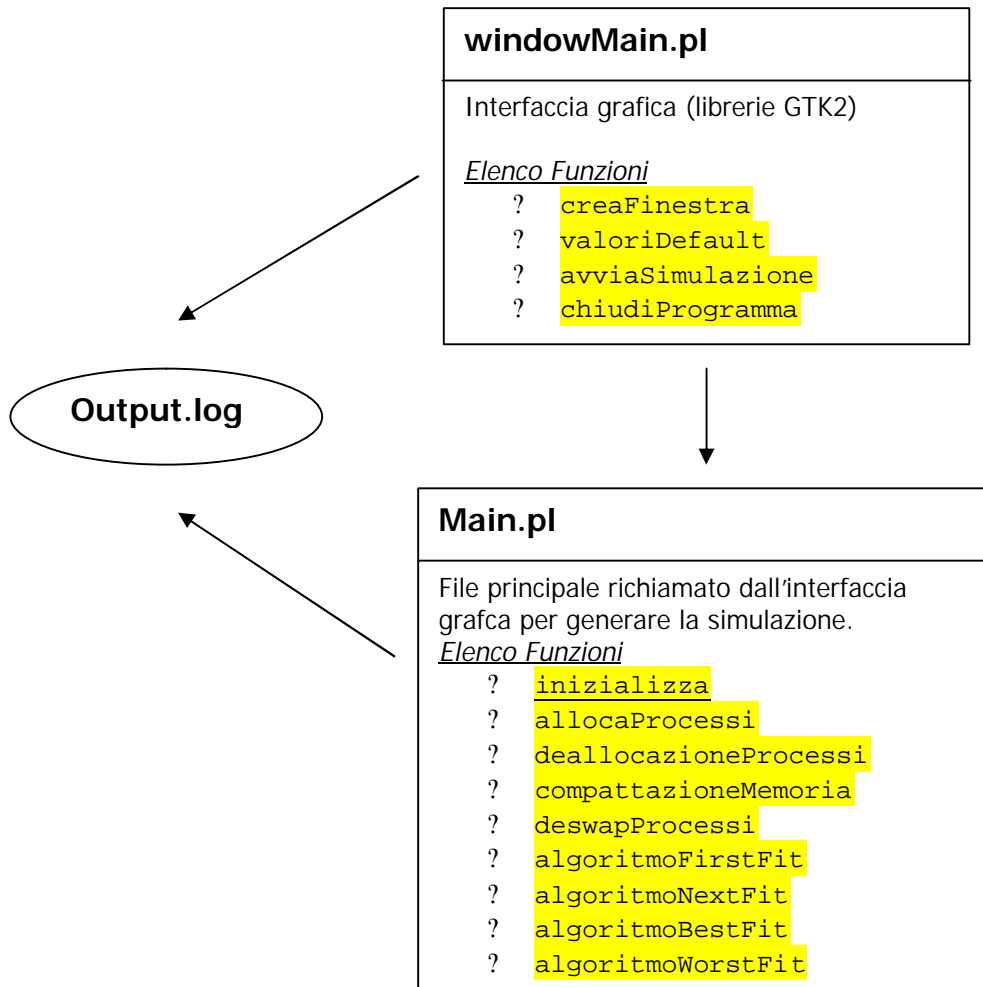 windowMain.pl
Interfaccia grafica (librerie GTK2)
Elenco Funzioni
? creaFinestra
? valoriDefault
? avviaSimulazione
? chiudiProgramma
Output.log
Main.pl
File principale richiamato dall'interfaccia
grafca per generare la simulazione.
Elenco Funzioni
? inizializza
? allocaProcessi
? deallocazioneProcessi
? compattazioneMemoria
? deswapProcessi
? algoritmoFirstFit
? algoritmoNextFit
? algoritmoBestFit
? algoritmoWorstFit